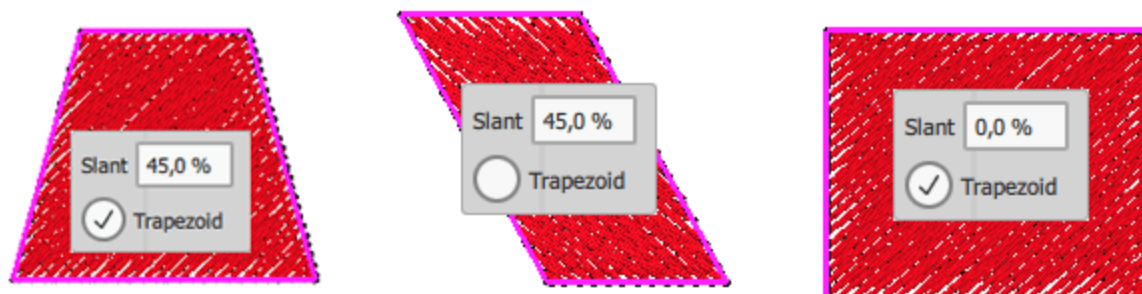 Slant 45,0 %
Trapezoid
Slant 45,0 %
Trapezoid
Slant 0,0 %
Trapezoid